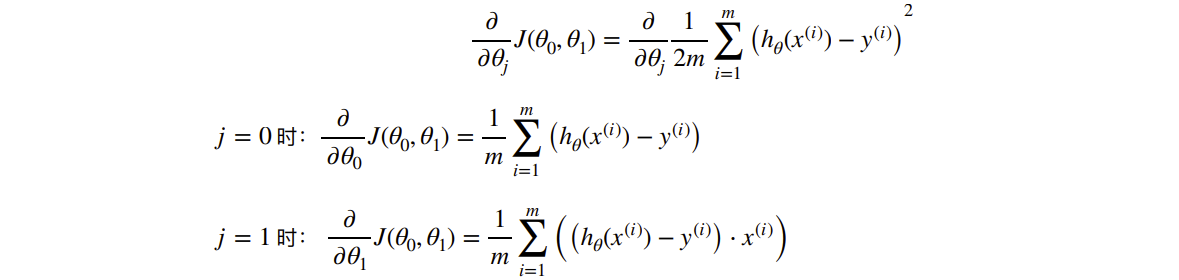 ∂/∂θ_j J(θ_0, θ_1) = ∂/∂θ_j 1/2m ∑_{i=1}^{m} (h_θ(x^{(i)}) − y^{(i)})^2
j = 0 时： ∂/∂θ_0 J(θ_0, θ_1) = 1/m ∑_{i=1}^{m} (h_θ(x^{(i)}) − y^{(i)})
j = 1 时： ∂/∂θ_1 J(θ_0, θ_1) = 1/m ∑_{i=1}^{m} ((h_θ(x^{(i)}) − y^{(i)}) · x^{(i)})